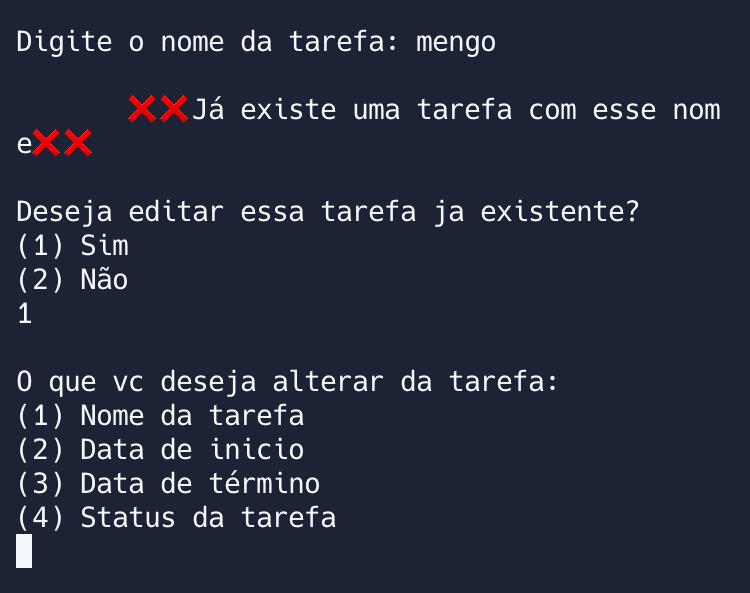 Digite o nome da tarefa: mengo
❌❌Já existe uma tarefa com esse nom
e❌❌
Deseja editar essa tarefa ja existente?
(1) Sim
(2) Não
1
O que vc deseja alterar da tarefa:
(1) Nome da tarefa
(2) Data de inicio
(3) Data de término
(4) Status da tarefa